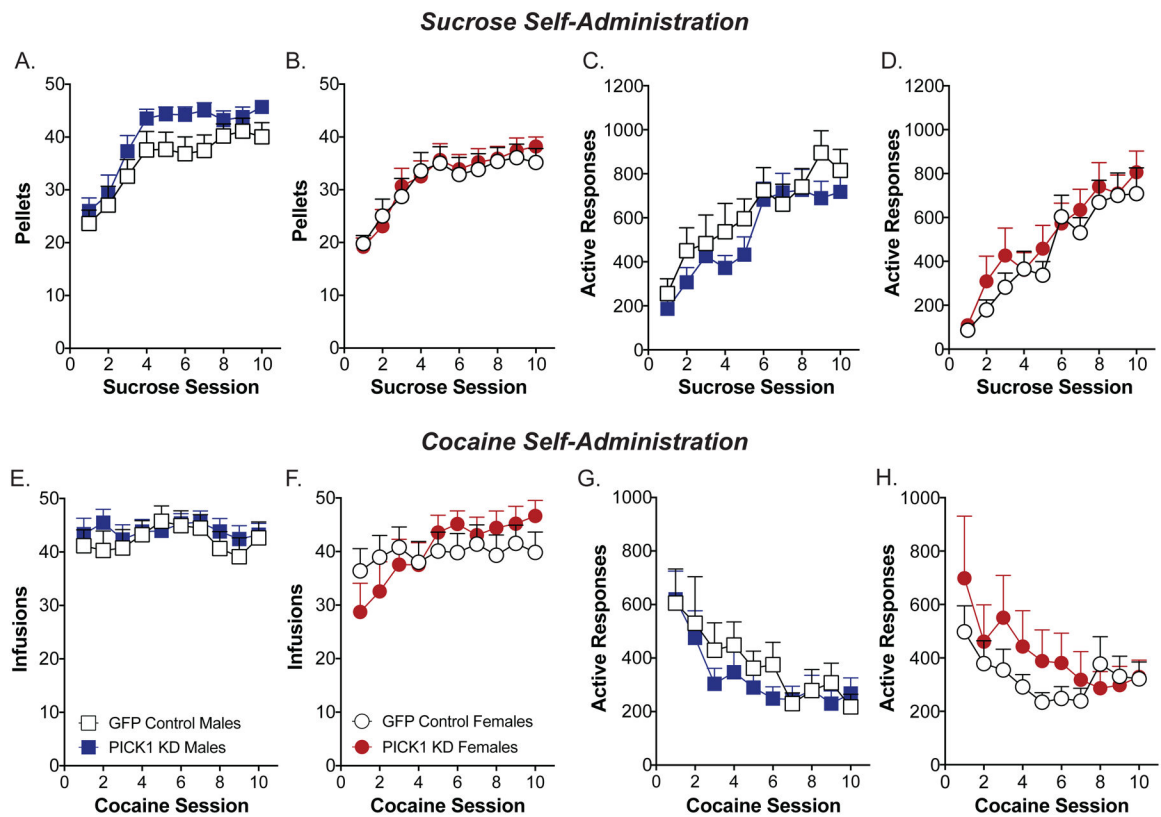 Sucrose Self-Administration
A. B. C. D.
Pellets
50
40
30
20
10
0
0 2 4 6 8 10
Sucrose Session
Pellets
50
40
30
20
10
0
0 2 4 6 8 10
Sucrose Session
Active Responses
1200
1000
800
600
400
200
0
0 2 4 6 8 10
Sucrose Session
Active Responses
1200
1000
800
600
400
200
0
0 2 4 6 8 10
Sucrose Session
Cocaine Self-Administration
E. F. G. H.
Infusions
50
40
30
20
10
0
GFP Control Males
PICK1 KD Males
0 2 4 6 8 10
Cocaine Session
Infusions
50
40
30
20
10
0
GFP Control Females
PICK1 KD Females
0 2 4 6 8 10
Cocaine Session
Active Responses
1000
800
600
400
200
0
0 2 4 6 8 10
Cocaine Session
Active Responses
1000
800
600
400
200
0
0 2 4 6 8 10
Cocaine Session